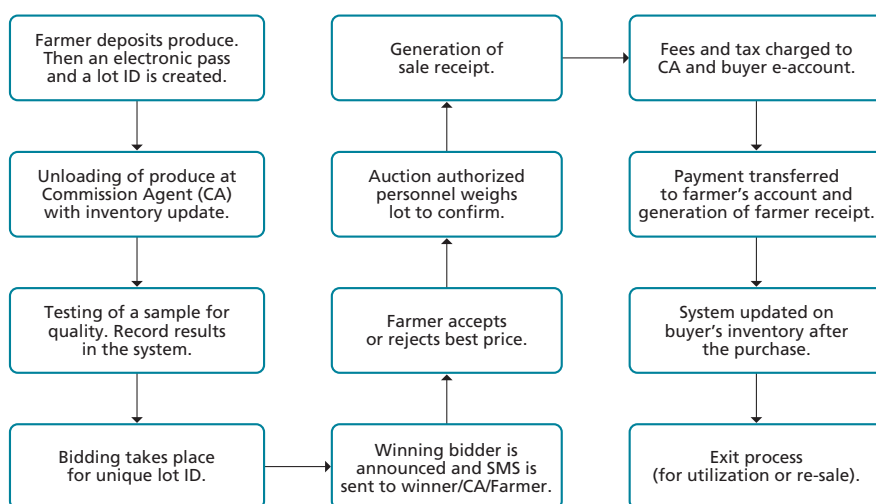 Farmer deposits produce.
Then an electronic pass
and a lot ID is created.
Unloading of produce at
Commission Agent (CA)
with inventory update.
Testing of a sample for
quality. Record results
in the system.
Bidding takes place
for unique lot ID.
Winning bidder is
announced and SMS is
sent to winner/CA/Farmer.
Farmer accepts
or rejects best price.
Auction authorized
personnel weighs
lot to confirm.
Generation of
sale receipt.
Fees and tax charged to
CA and buyer e-account.
Payment transferred
to farmer’s account and
generation of farmer receipt.
System updated on
buyer’s inventory after
the purchase.
Exit process
(for utilization or re-sale).